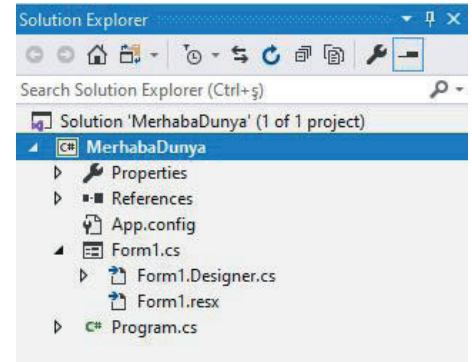 Solution Explorer
Search Solution Explorer (Ctrl+ş)
Solution 'MerhabaDunya' (1 of 1 project)
C# MerhabaDunya
Properties
References
App.config
Form1.cs
Form1.Designer.cs
Form1.resx
C# Program.cs